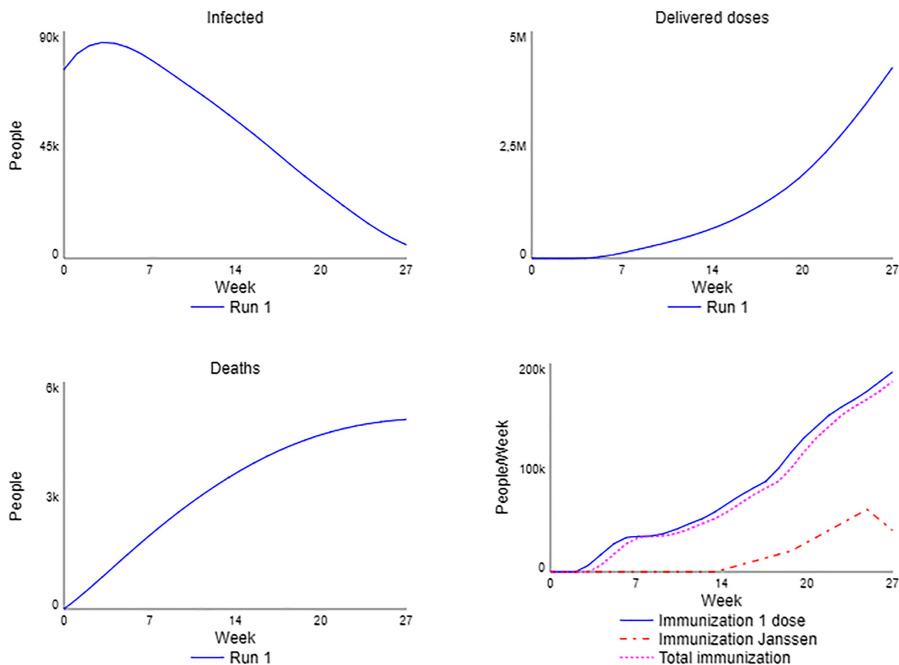 Infected
90k
45k
0
People
0 7 14 20 27
Week
Run 1
Delivered doses
5M
2,5M
0
0 7 14 20 27
Week
Run 1
Deaths
6k
3k
0
People
0 7 14 20 27
Week
Run 1
200k
100k
0
People/Week
0 7 14 20 27
Week
Immunization 1 dose
Immunization Janssen
Total immunization